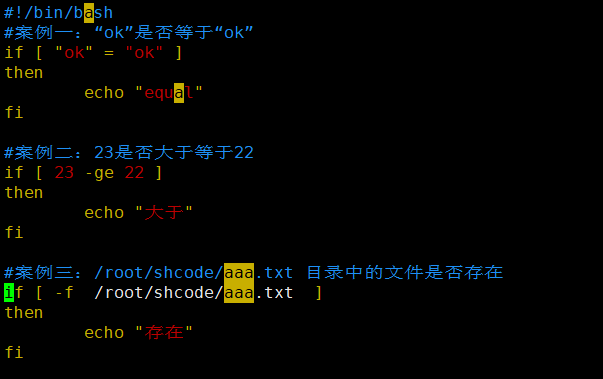 #!/bin/bash
#案例一：“ok”是否等于“ok”
if [ "ok" = "ok" ]
then
        echo "equal"
fi

#案例二：23是否大于等于22
if [ 23 -ge 22 ]
then
        echo "大于"
fi

#案例三：/root/shcode/aaa.txt 目录中的文件是否存在
if [ -f  /root/shcode/aaa.txt  ]
then
        echo "存在"
fi